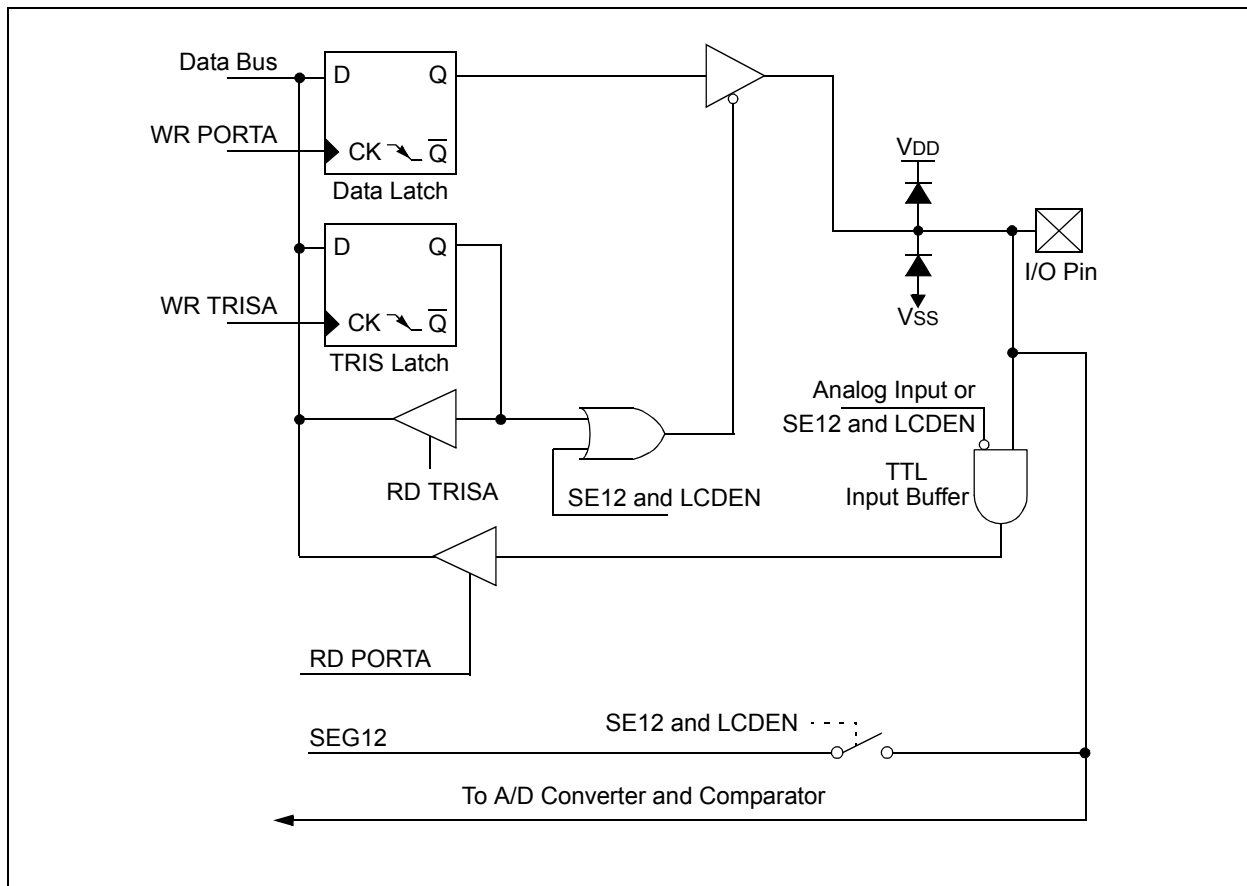 Data Bus
D Q
WR PORTA
CK Q̅
Data Latch
VDD
D Q
I/O Pin
WR TRISA
CK Q̅
VSS
TRIS Latch
Analog Input or
SE12 and LCDEN
RD TRISA
SE12 and LCDEN
TTL
Input Buffer
RD PORTA
SE12 and LCDEN
SEG12
To A/D Converter and Comparator